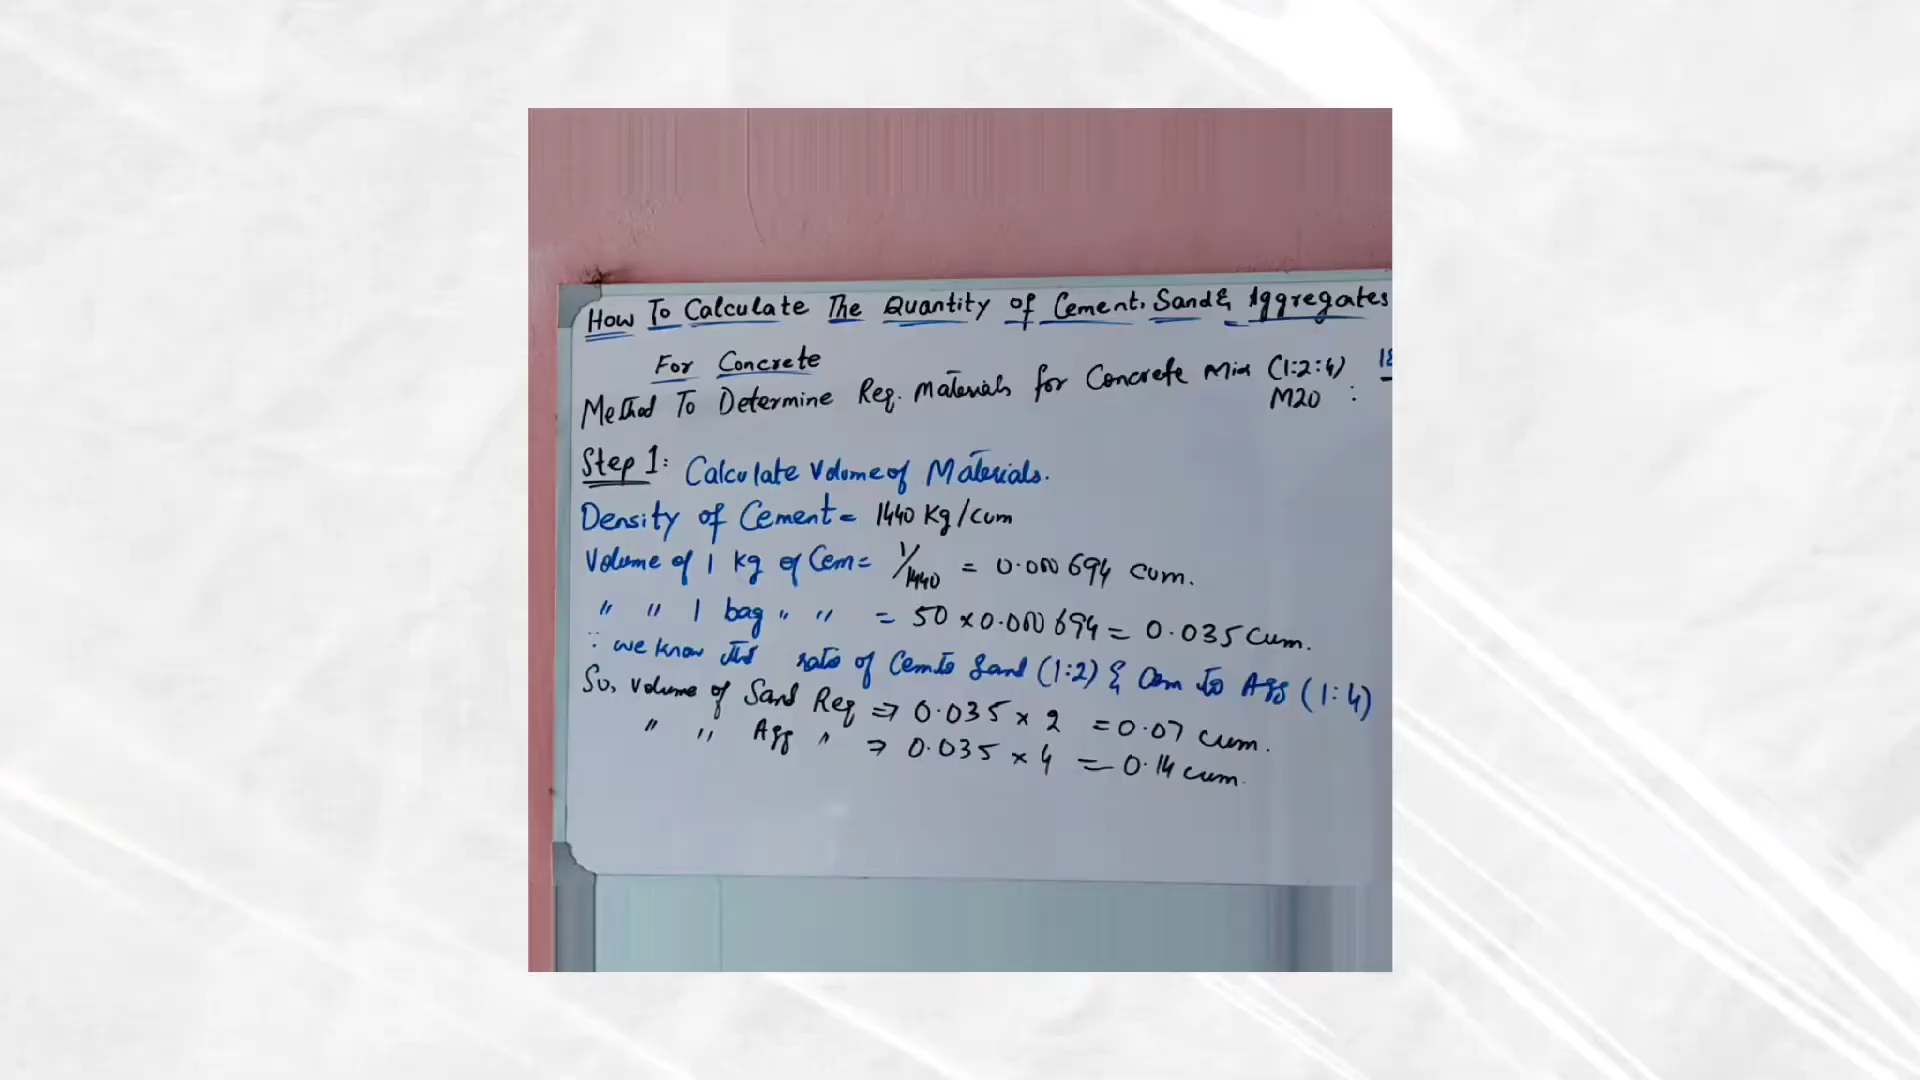 How To Calculate The Quantity of Cement, Sand & Aggregates
For Concrete
Method To Determine Req. Materials for Concrete Mix (1:2:4)
M20 :
Step 1: Calculate Volume of Materials.
Density of Cement = 1440 Kg/cum
Volume of 1 kg of Cem = 1/1440 = 0.000694 cum.
" " 1 bag " " = 50 x 0.000694 = 0.035 cum.
∵ we know the ratio of Cem to Sand (1:2) & Cem to Agg (1:4)
So, Volume of Sand Req ⇒ 0.035 x 2 = 0.07 cum.
" " Agg " ⇒ 0.035 x 4 = 0.14 cum.